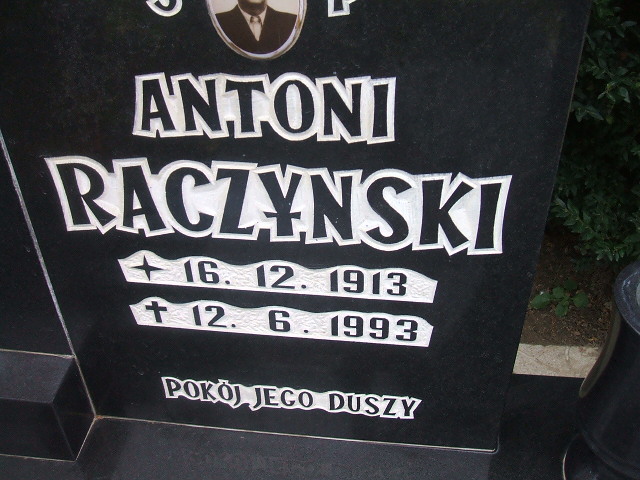 Ś P
ANTONI
RACZYNSKI
16. 12. 1913
12. 6. 1993
POKÓJ JEGO DUSZY